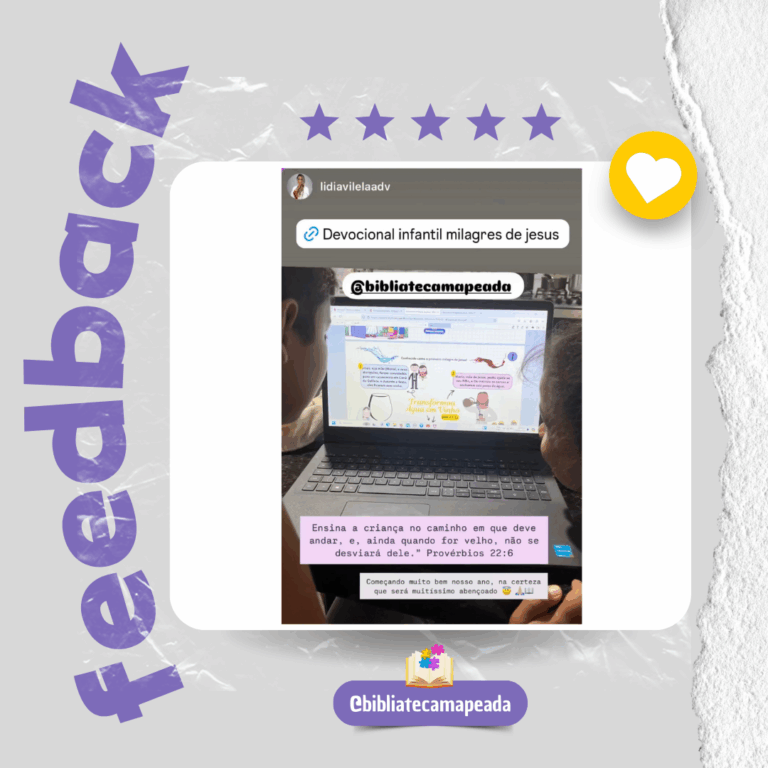 feedback
lidiavilelaadv
Devocional infantil milagres de jesus
@bibliatecamapeada
Transformou
Água em Vinho
Ensina a criança no caminho em que deve
andar, e, ainda quando for velho, não se
desviará dele.” Provérbios 22:6
Começando muito bem nosso ano, na certeza
que será multíssimo abençoado 😇 🙏🏽📖
@bibliatecamapeada